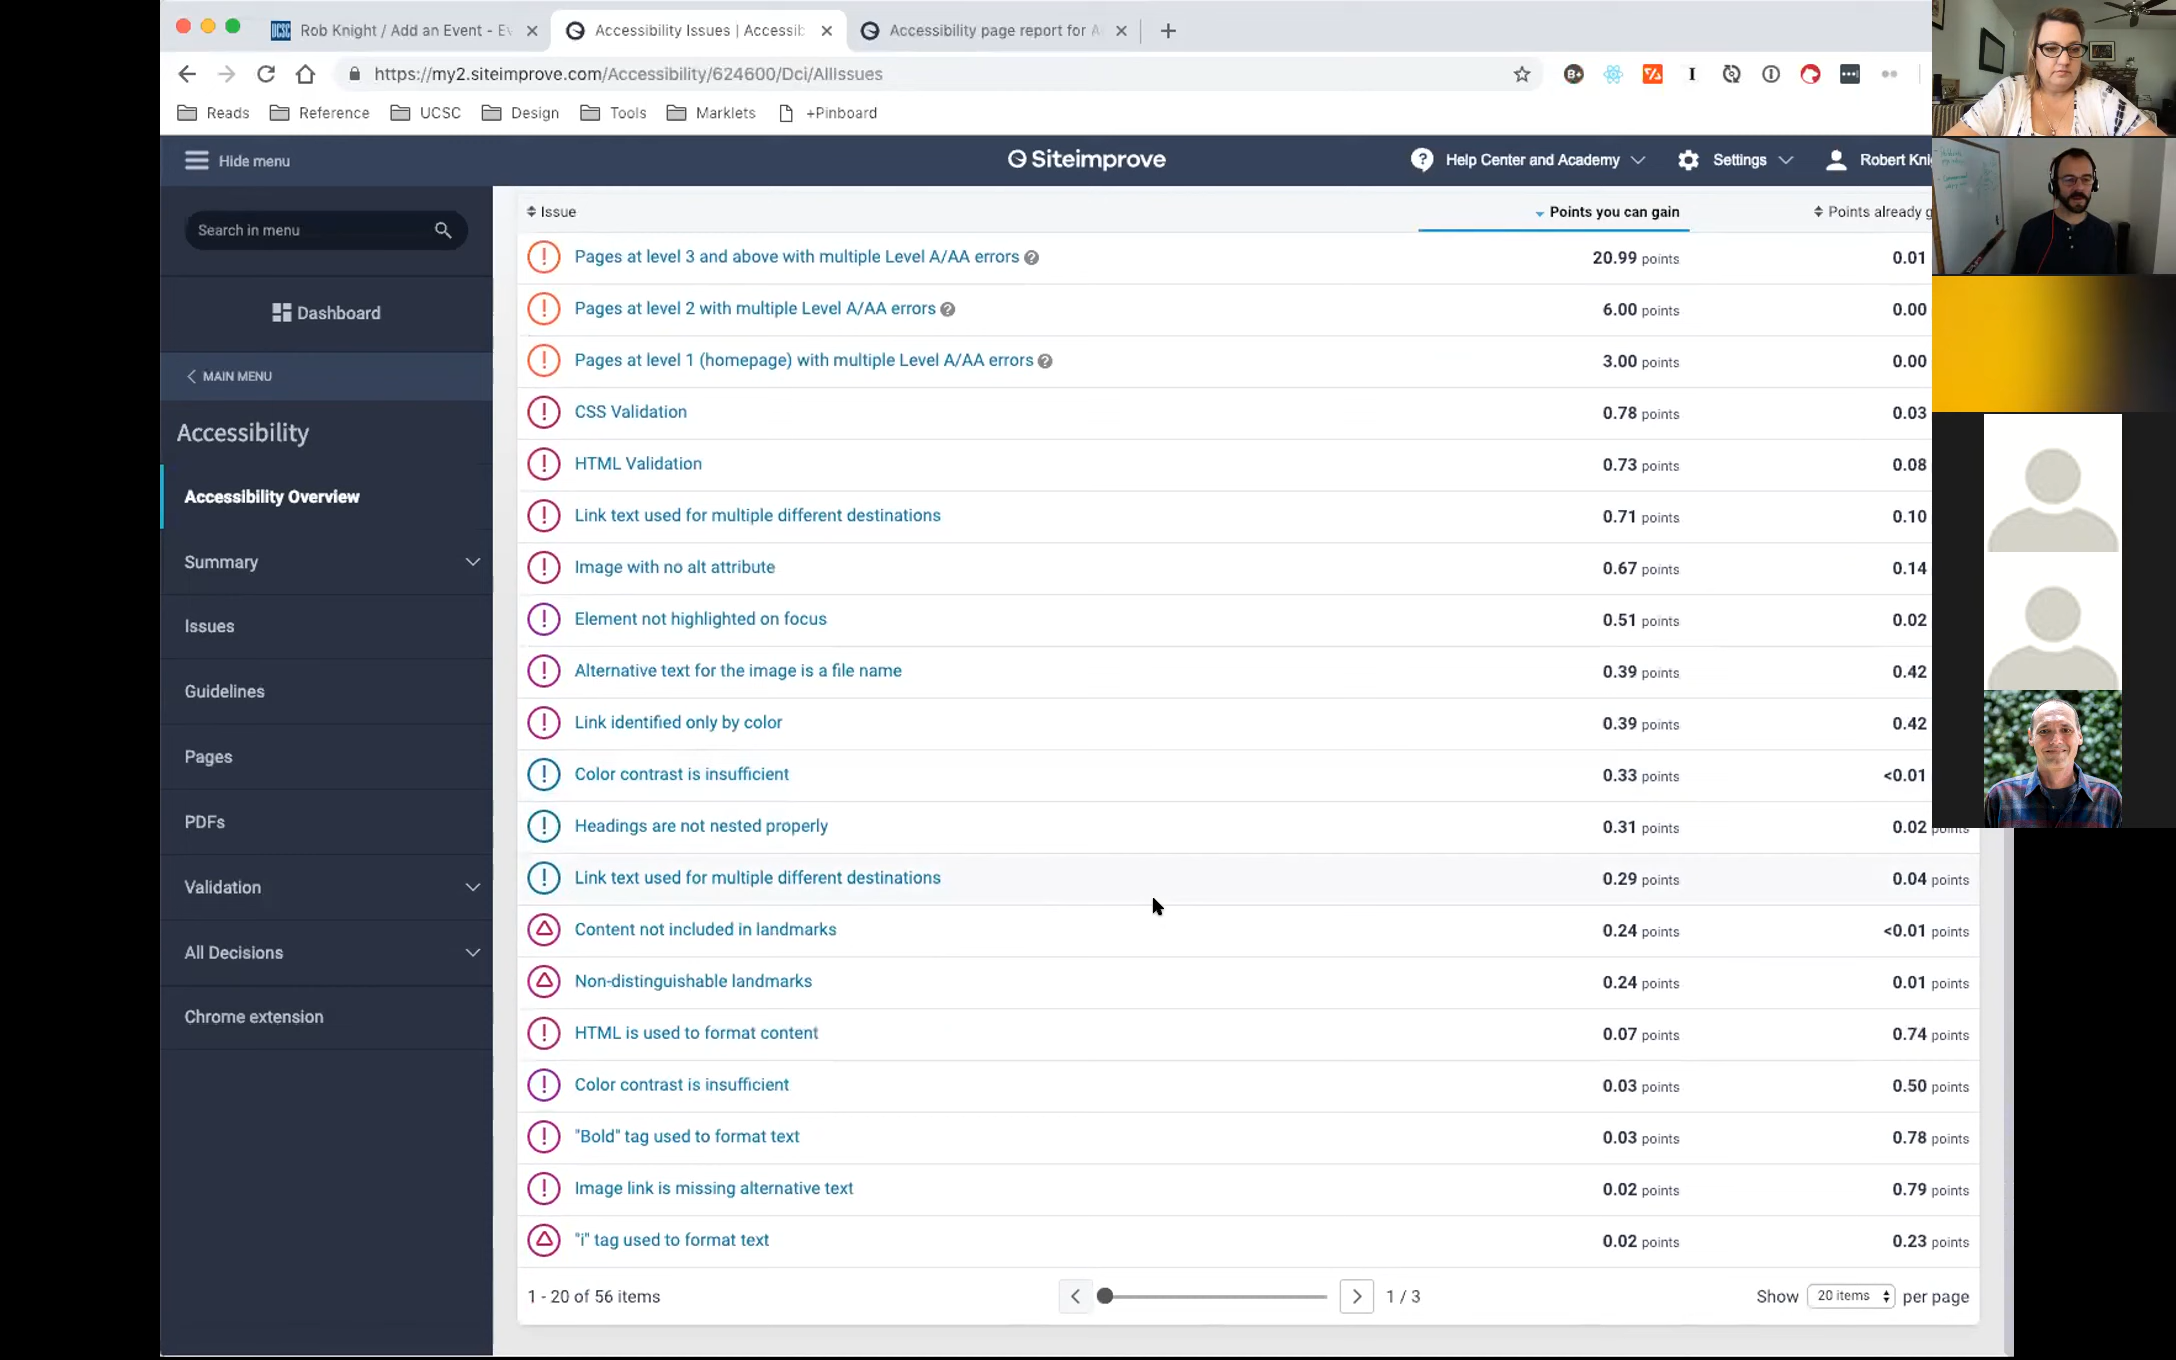 Rob Knight / Add an Event - Ev
Accessibility Issues | Accessib
Accessibility page report for A
https://my2.siteimprove.com/Accessibility/624600/Dci/AllIssues
Reads
Reference
UCSC
Design
Tools
Marklets
+Pinboard
Hide menu
Siteimprove
Help Center and Academy
Settings
Robert Kni
Search in menu
Dashboard
MAIN MENU
Accessibility
Accessibility Overview
Summary
Issues
Guidelines
Pages
PDFs
Validation
All Decisions
Chrome extension
Issue Points you can gain Points already g
Pages at level 3 and above with multiple Level A/AA errors 20.99 points 0.01
Pages at level 2 with multiple Level A/AA errors 6.00 points 0.00
Pages at level 1 (homepage) with multiple Level A/AA errors 3.00 points 0.00
CSS Validation 0.78 points 0.03
HTML Validation 0.73 points 0.08
Link text used for multiple different destinations 0.71 points 0.10
Image with no alt attribute 0.67 points 0.14
Element not highlighted on focus 0.51 points 0.02
Alternative text for the image is a file name 0.39 points 0.42
Link identified only by color 0.39 points 0.42
Color contrast is insufficient 0.33 points <0.01
Headings are not nested properly 0.31 points 0.02 points
Link text used for multiple different destinations 0.29 points 0.04 points
Content not included in landmarks 0.24 points <0.01 points
Non-distinguishable landmarks 0.24 points 0.01 points
HTML is used to format content 0.07 points 0.74 points
Color contrast is insufficient 0.03 points 0.50 points
"Bold" tag used to format text 0.03 points 0.78 points
Image link is missing alternative text 0.02 points 0.79 points
"i" tag used to format text 0.02 points 0.23 points
1 - 20 of 56 items 1 / 3 Show 20 items per page